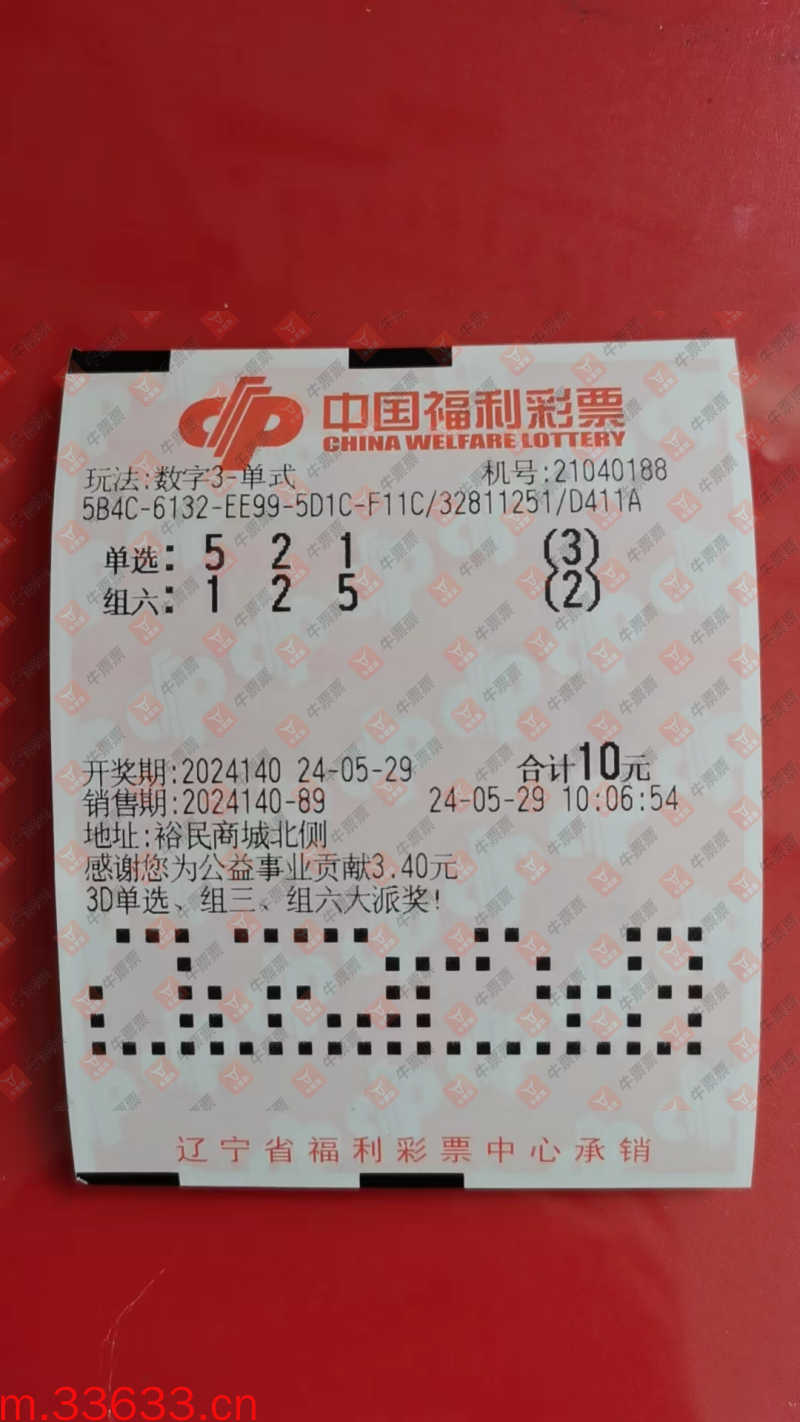 中国福利彩票
CHINA WELFARE LOTTERY
玩法:数字3-单式 机号:21040188
5B4C-6132-EE99-5D1C-F11C/32811251/D411A
单选: 5 2 1 (3)
组六: 1 2 5 (2)
开奖期:2024140 24-05-29 合计10元
销售期:2024140-89 24-05-29 10:06:54
地址:裕民商城北侧
感谢您为公益事业贡献3.40元
3D单选、组三、组六大派奖!
辽宁省福利彩票中心承销
牛票票
m.33633.cn